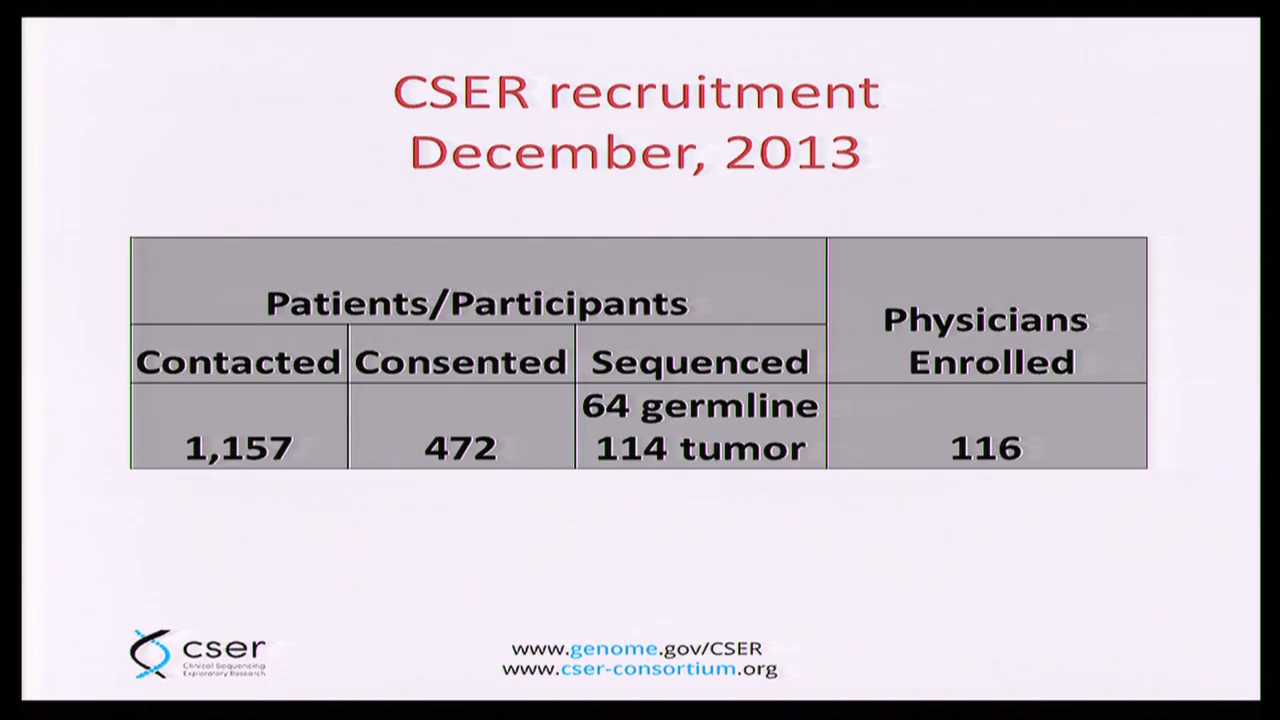 CSER recruitment
December, 2013
Patients/Participants
Physicians
Enrolled
Contacted Consented Sequenced
64 germline
1,157 472 114 tumor 116
cser
Clinical Sequencing
Exploratory Research
www.genome.gov/CSER
www.cser-consortium.org